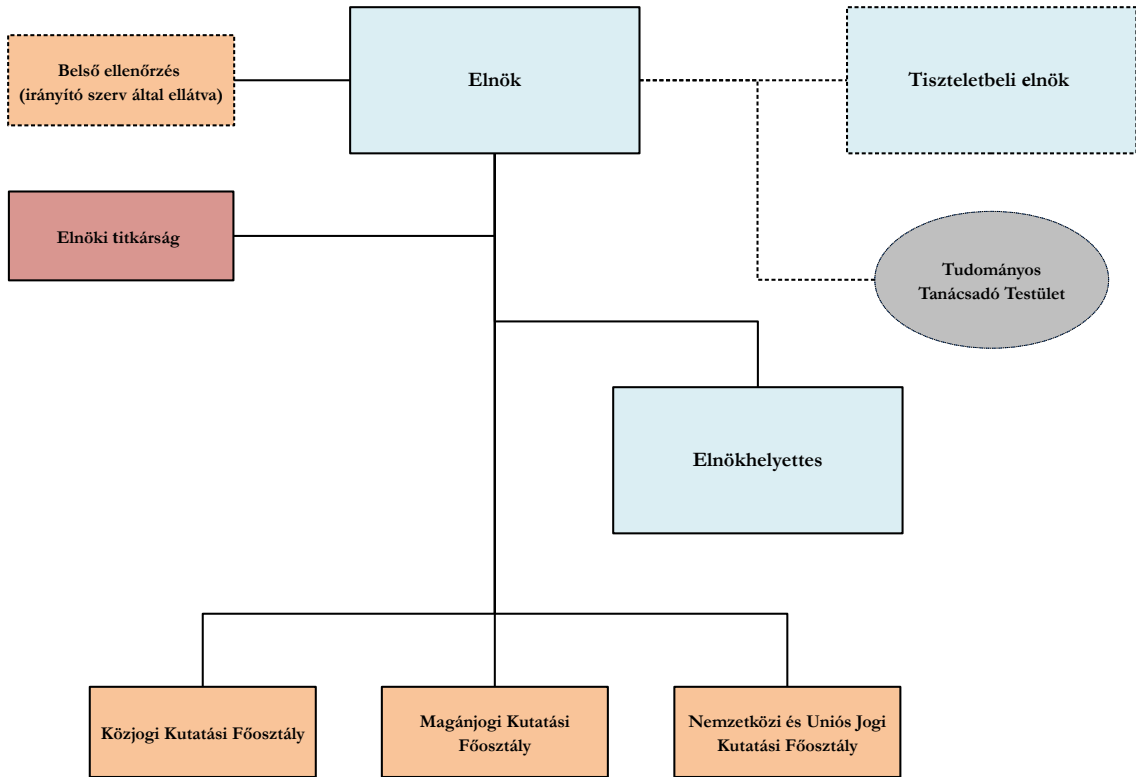 Belső ellenőrzés
(irányító szerv által ellátva)
Elnök
Tiszteletbeli elnök
Elnöki titkárság
Tudományos
Tanácsadó Testület
Elnökhelyettes
Közjogi Kutatási Főosztály
Magánjogi Kutatási
Főosztály
Nemzetközi és Uniós Jogi
Kutatási Főosztály